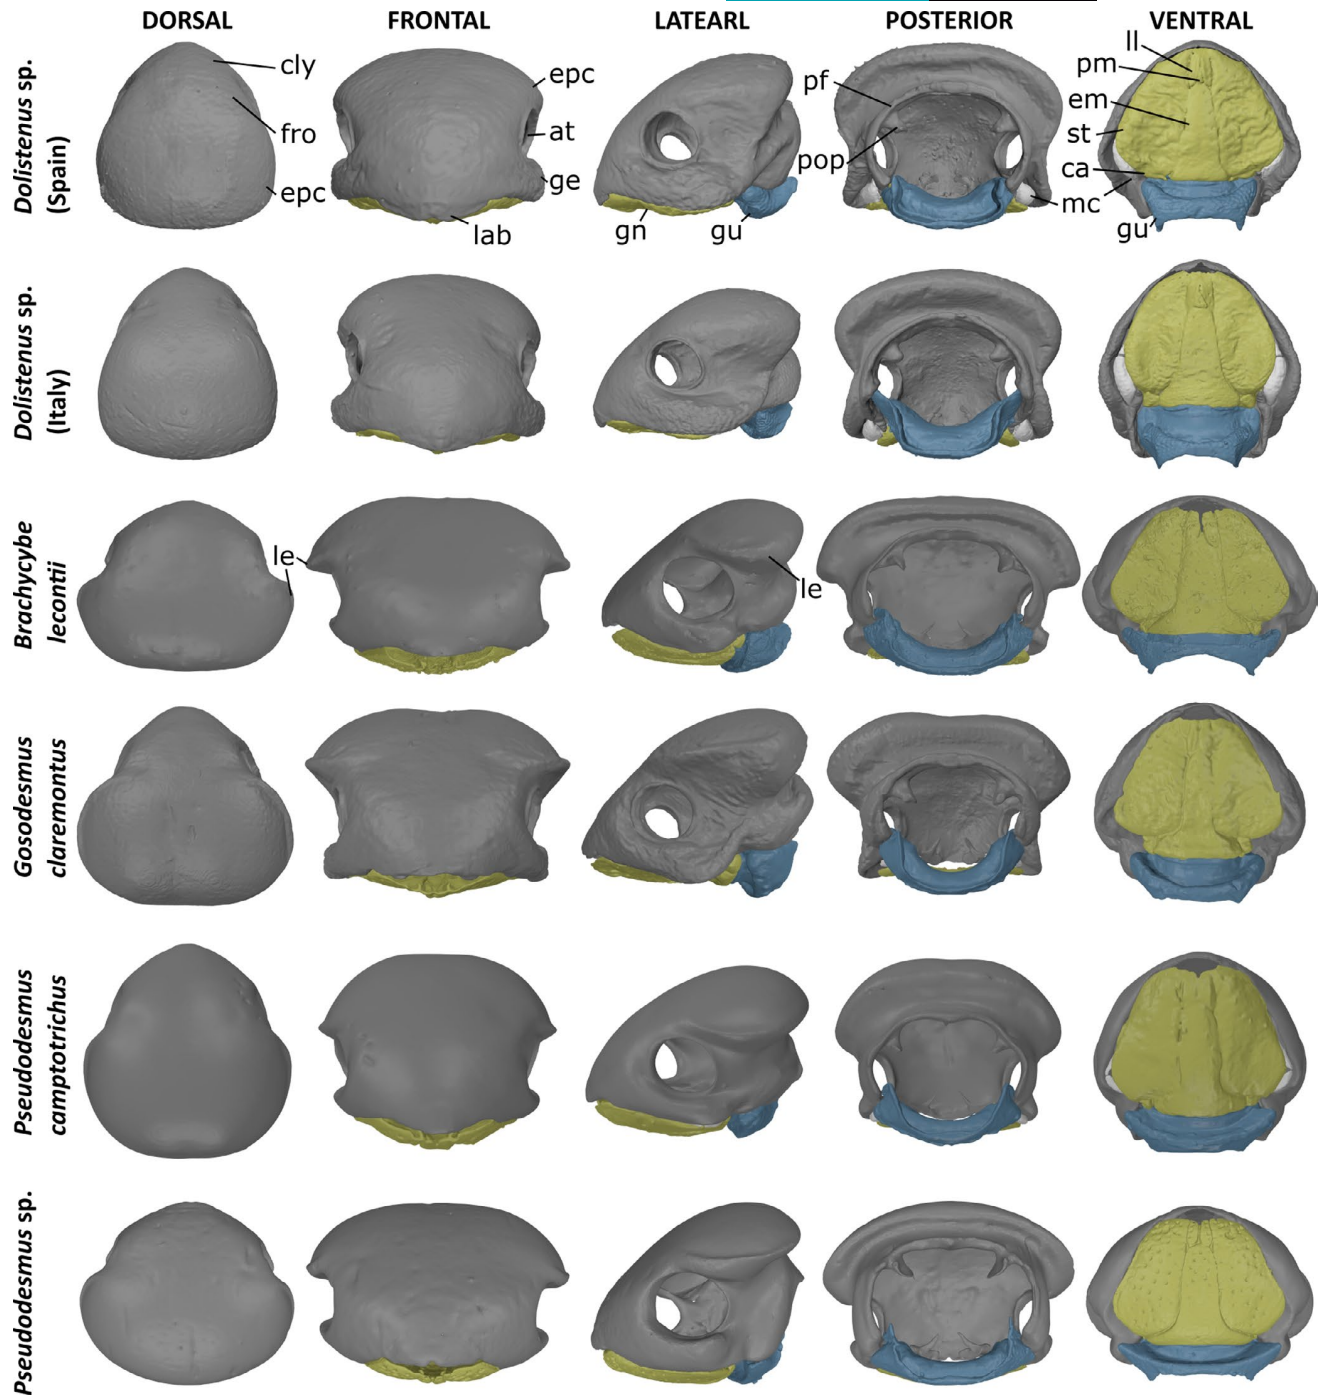 DORSAL FRONTAL LATEARL POSTERIOR VENTRAL
Dolistenus sp.
(Spain)
cly
fro
epc
epc
at
ge
lab
gn
gu
pf
pop
mc
ll
pm
em
st
ca
gu
Dolistenus sp.
(Italy)
Brachycybe
lecontii
le
le
Gosodesmus
claremontus
Pseudodesmus
camptotrichus
Pseudodesmus sp.